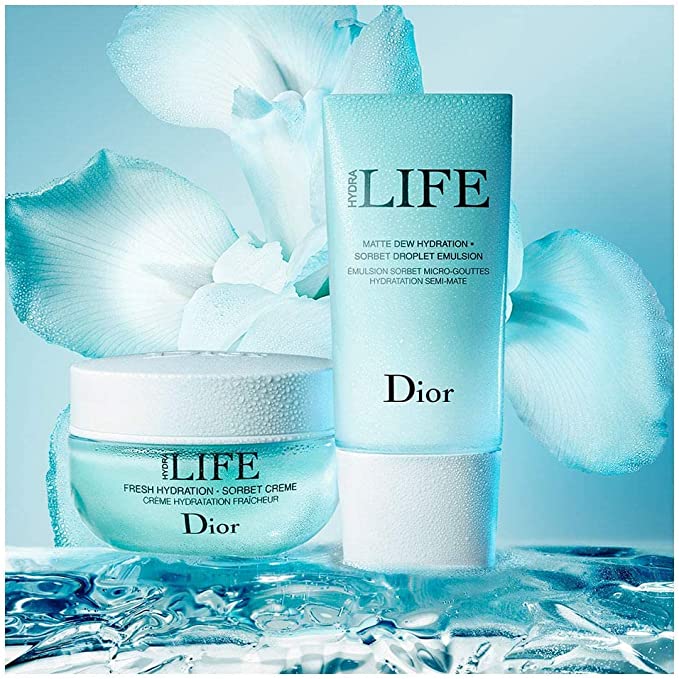 HYDRA
LIFE
MATTE DEW HYDRATION •
SORBET DROPLET EMULSION
ÉMULSION SORBET MICRO-GOUTTES
HYDRATATION SEMI-MATE
Dior
HYDRA
LIFE
FRESH HYDRATION • SORBET CREME
CRÈME HYDRATATION FRAÎCHEUR
Dior